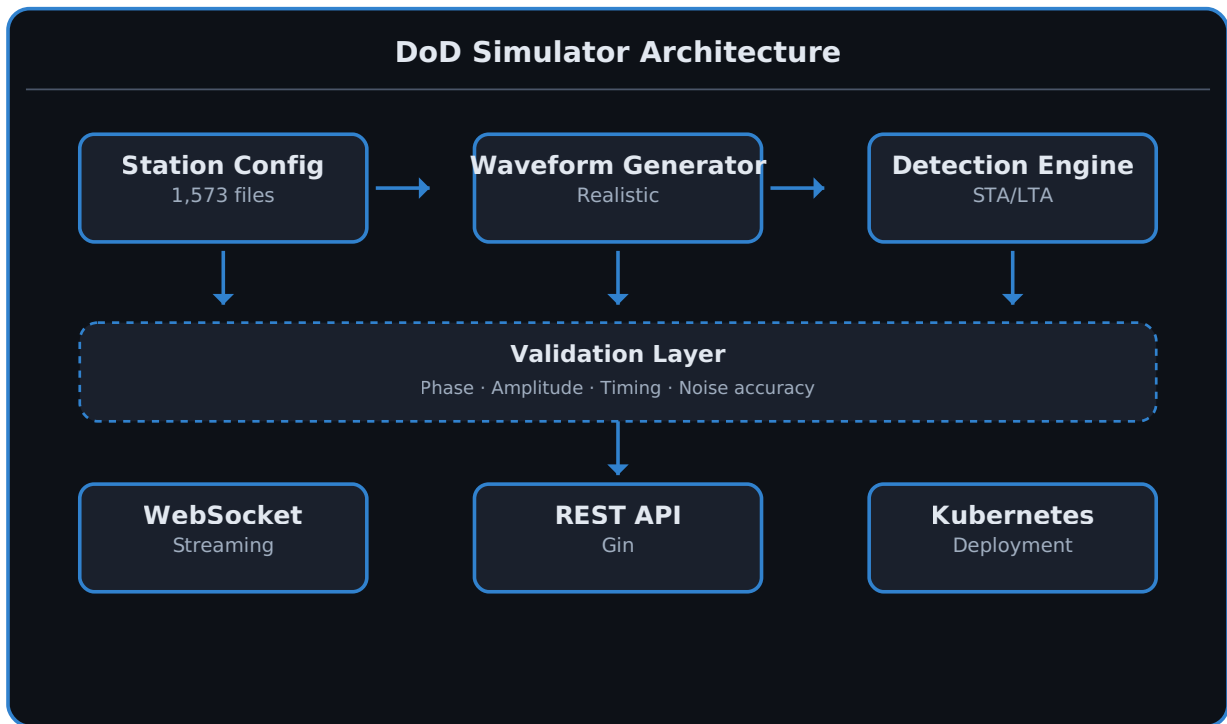 DoD Simulator Architecture
Station Config
1,573 files
Waveform Generator
Realistic
Detection Engine
STA/LTA
Validation Layer
Phase · Amplitude · Timing · Noise accuracy
WebSocket
Streaming
REST API
Gin
Kubernetes
Deployment